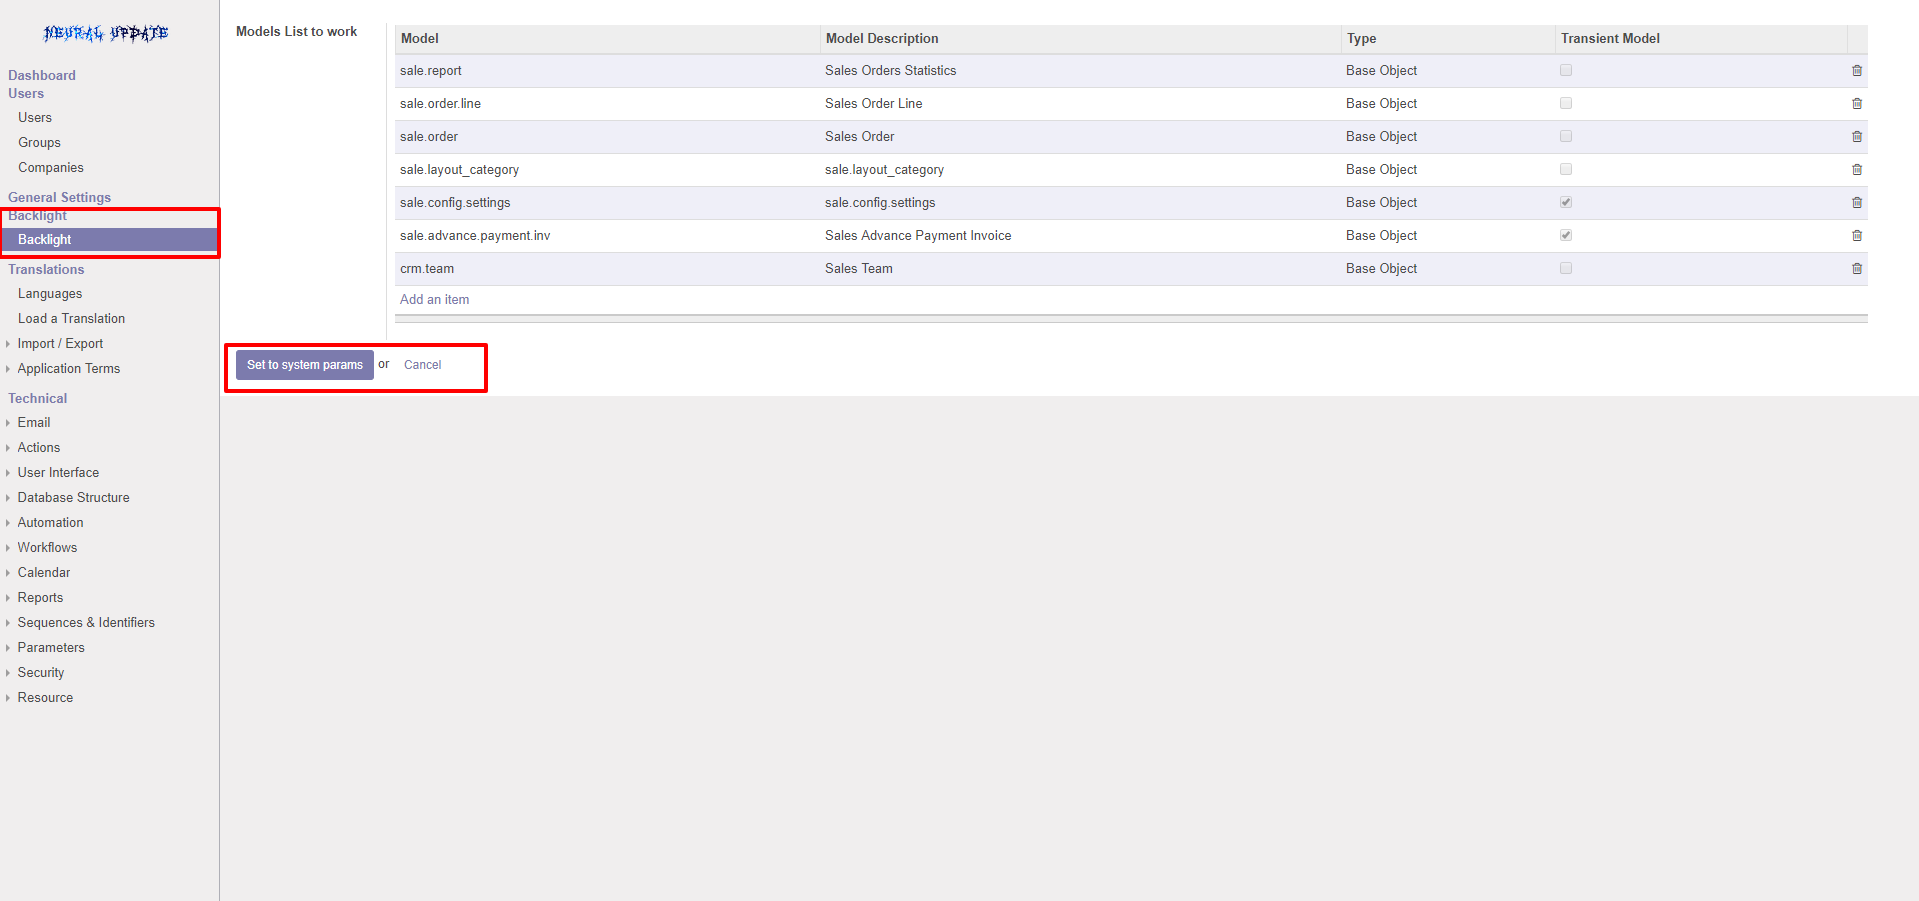 NEURAL UPDATE
Dashboard
Users
Users
Groups
Companies
General Settings
Backlight
Backlight
Translations
Languages
Load a Translation
Import / Export
Application Terms
Technical
Email
Actions
User Interface
Database Structure
Automation
Workflows
Calendar
Reports
Sequences & Identifiers
Parameters
Security
Resource
Models List to work
Model Model Description Type Transient Model
sale.report Sales Orders Statistics Base Object
sale.order.line Sales Order Line Base Object
sale.order Sales Order Base Object
sale.layout_category sale.layout_category Base Object
sale.config.settings sale.config.settings Base Object
sale.advance.payment.inv Sales Advance Payment Invoice Base Object
crm.team Sales Team Base Object
Add an item
Set to system params or Cancel